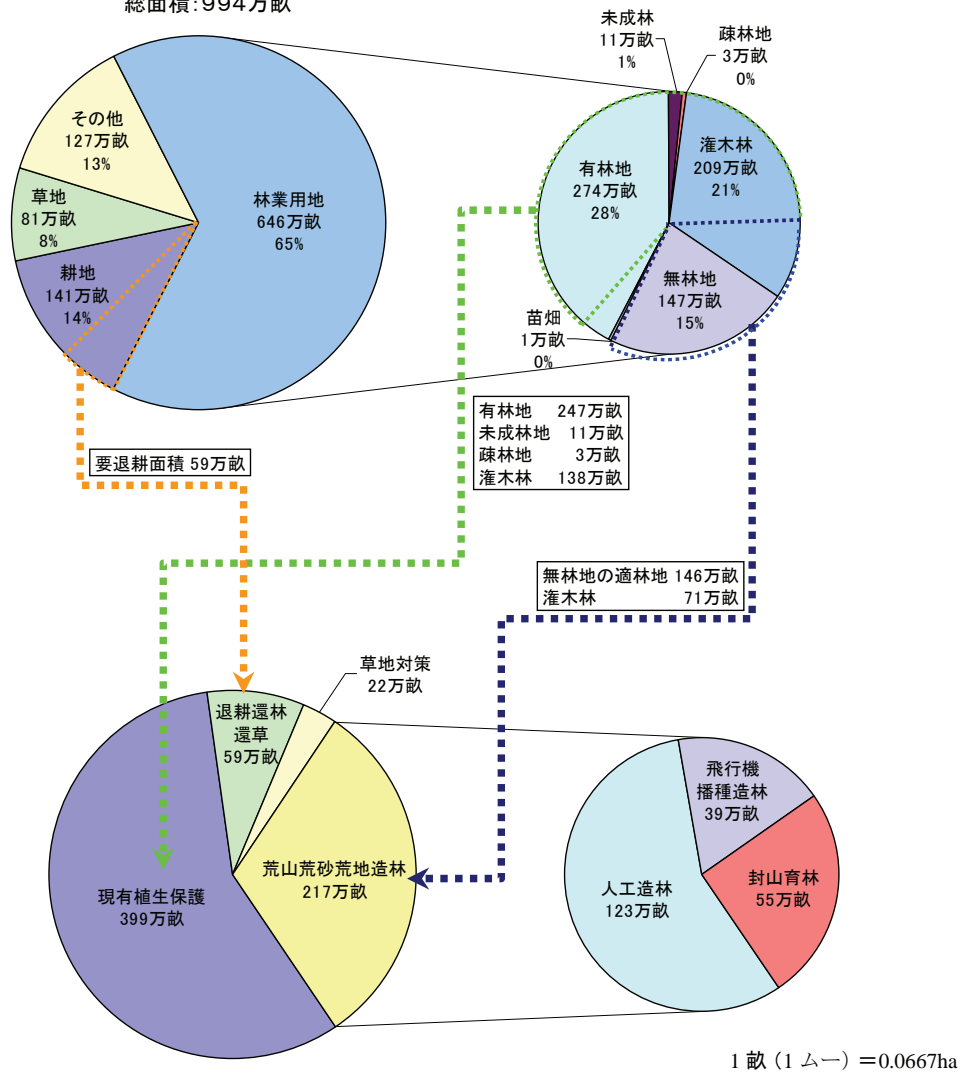 総面積:994万畝
その他
127万畝
13%
草地
81万畝
8%
耕地
141万畝
14%
林業用地
646万畝
65%
未成林
11万畝
1%
疎林地
3万畝
0%
灌木林
209万畝
21%
有林地
274万畝
28%
無林地
147万畝
15%
苗畑
1万畝
0%
要退耕面積 59万畝
有林地 247万畝
未成林地 11万畝
疎林地 3万畝
灌木林 138万畝
無林地の適林地 146万畝
灌木林 71万畝
草地対策
22万畝
退耕還林
還草
59万畝
荒山荒砂荒地造林
217万畝
現有植生保護
399万畝
飛行機
播種造林
39万畝
人工造林
123万畝
封山育林
55万畝
1 畝 (1 ムー) =0.0667ha